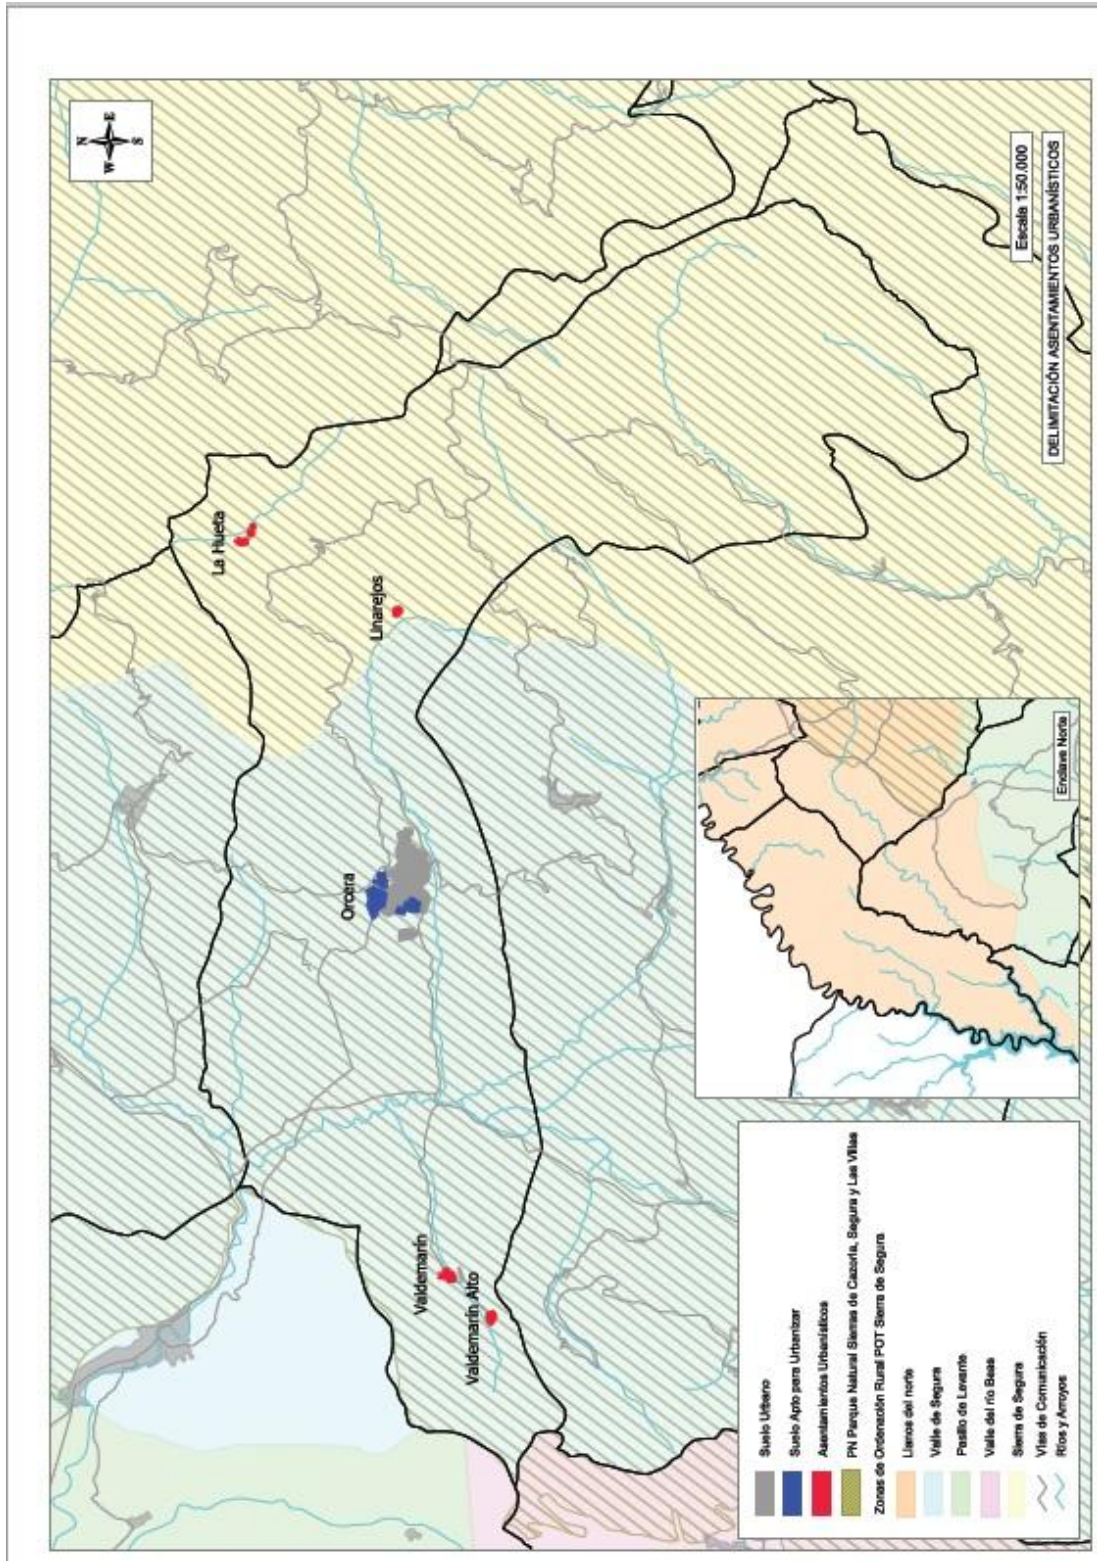 N
W E
S
La Hueta
Linarejos
Orcera
Valdemarín
Valdemarín Alto
Escala 1:50.000
DELIMITACIÓN ASENTAMIENTOS URBANÍSTICOS
Enclave Norte
Suelo Urbano
Suelo Apto para Urbanizar
Asentamientos Urbanísticos
PN Parque Natural Sierras de Cazorla, Segura y Las Villas
Zonas de Ordenación Rural POT Sierra de Segura
Llanos del norte
Valle de Segura
Pasillo de Levante
Valle del río Beas
Sierra de Segura
Vías de Comunicación
Ríos y Arroyos